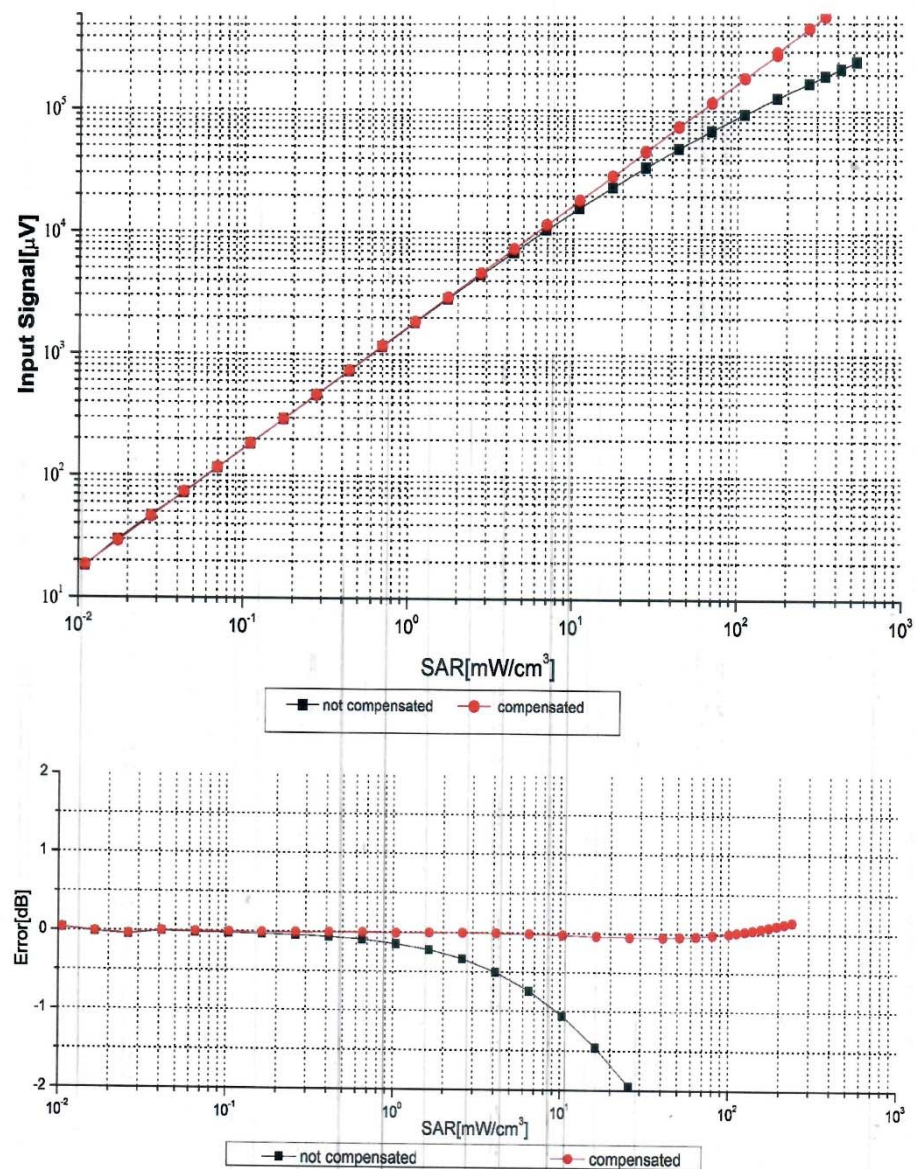 10⁵
10⁴
10³
10²
10¹
Input Signal[µV]
10⁻² 10⁻¹ 10⁰ 10¹ 10² 10³
SAR[mW/cm³]
not compensated compensated
2
1
0
-1
-2
Error[dB]
10⁻² 10⁻¹ 10⁰ 10¹ 10² 10³
SAR[mW/cm³]
not compensated compensated